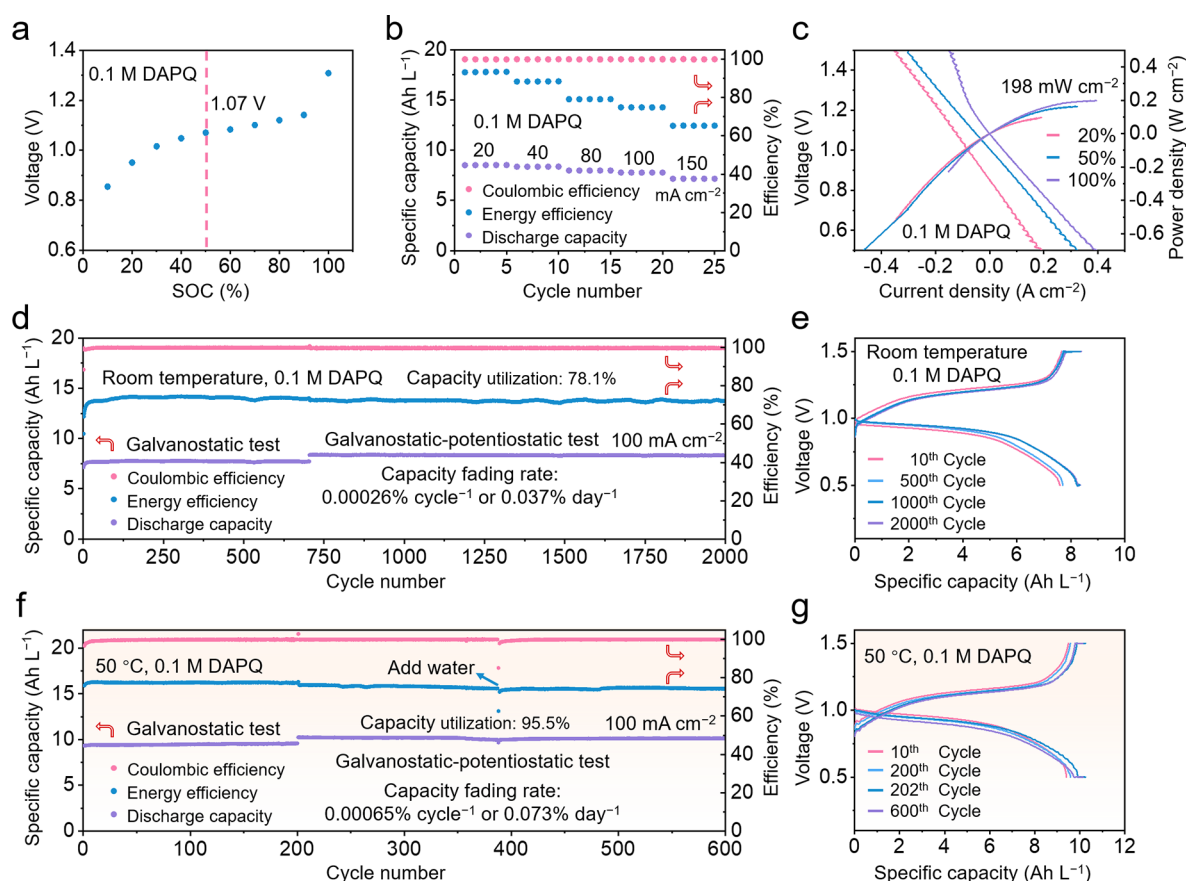 a
1.4
1.2
1.0
0.8
0.6
Voltage (V)
0.1 M DAPQ
1.07 V
0
20
40
60
80
100
SOC (%)
b
20
15
10
5
0
Specific capacity (Ah L⁻¹)
0.1 M DAPQ
20
40
80
100
150
mA cm⁻²
Coulombic efficiency
Energy efficiency
Discharge capacity
100
80
60
40
20
0
Efficiency (%)
0
5
10
15
20
25
Cycle number
c
1.4
1.2
1.0
0.8
0.6
Voltage (V)
198 mW cm⁻²
20%
50%
100%
0.1 M DAPQ
0.4
0.2
0.0
−0.2
−0.4
−0.6
Power density (W cm⁻²)
−0.4
−0.2
0.0
0.2
0.4
Current density (A cm⁻²)
d
20
15
10
5
0
Specific capacity (Ah L⁻¹)
Room temperature, 0.1 M DAPQ
Capacity utilization: 78.1%
Galvanostatic test
Galvanostatic-potentiostatic test
100 mA cm⁻²
Coulombic efficiency
Energy efficiency
Discharge capacity
Capacity fading rate:
0.00026% cycle⁻¹ or 0.037% day⁻¹
100
80
60
40
20
0
Efficiency (%)
0
250
500
750
1000
1250
1500
1750
2000
Cycle number
e
1.5
1.0
0.5
Voltage (V)
Room temperature
0.1 M DAPQ
10th Cycle
500th Cycle
1000th Cycle
2000th Cycle
0
2
4
6
8
10
Specific capacity (Ah L⁻¹)
f
20
15
10
5
0
Specific capacity (Ah L⁻¹)
50 °C, 0.1 M DAPQ
Add water
Galvanostatic test
Capacity utilization: 95.5%
100 mA cm⁻²
Coulombic efficiency
Energy efficiency
Discharge capacity
Galvanostatic-potentiostatic test
Capacity fading rate:
0.00065% cycle⁻¹ or 0.073% day⁻¹
100
80
60
40
20
0
Efficiency (%)
0
100
200
300
400
500
600
Cycle number
g
1.5
1.0
0.5
Voltage (V)
50 °C, 0.1 M DAPQ
10th Cycle
200th Cycle
202th Cycle
600th Cycle
0
2
4
6
8
10
12
Specific capacity (Ah L⁻¹)